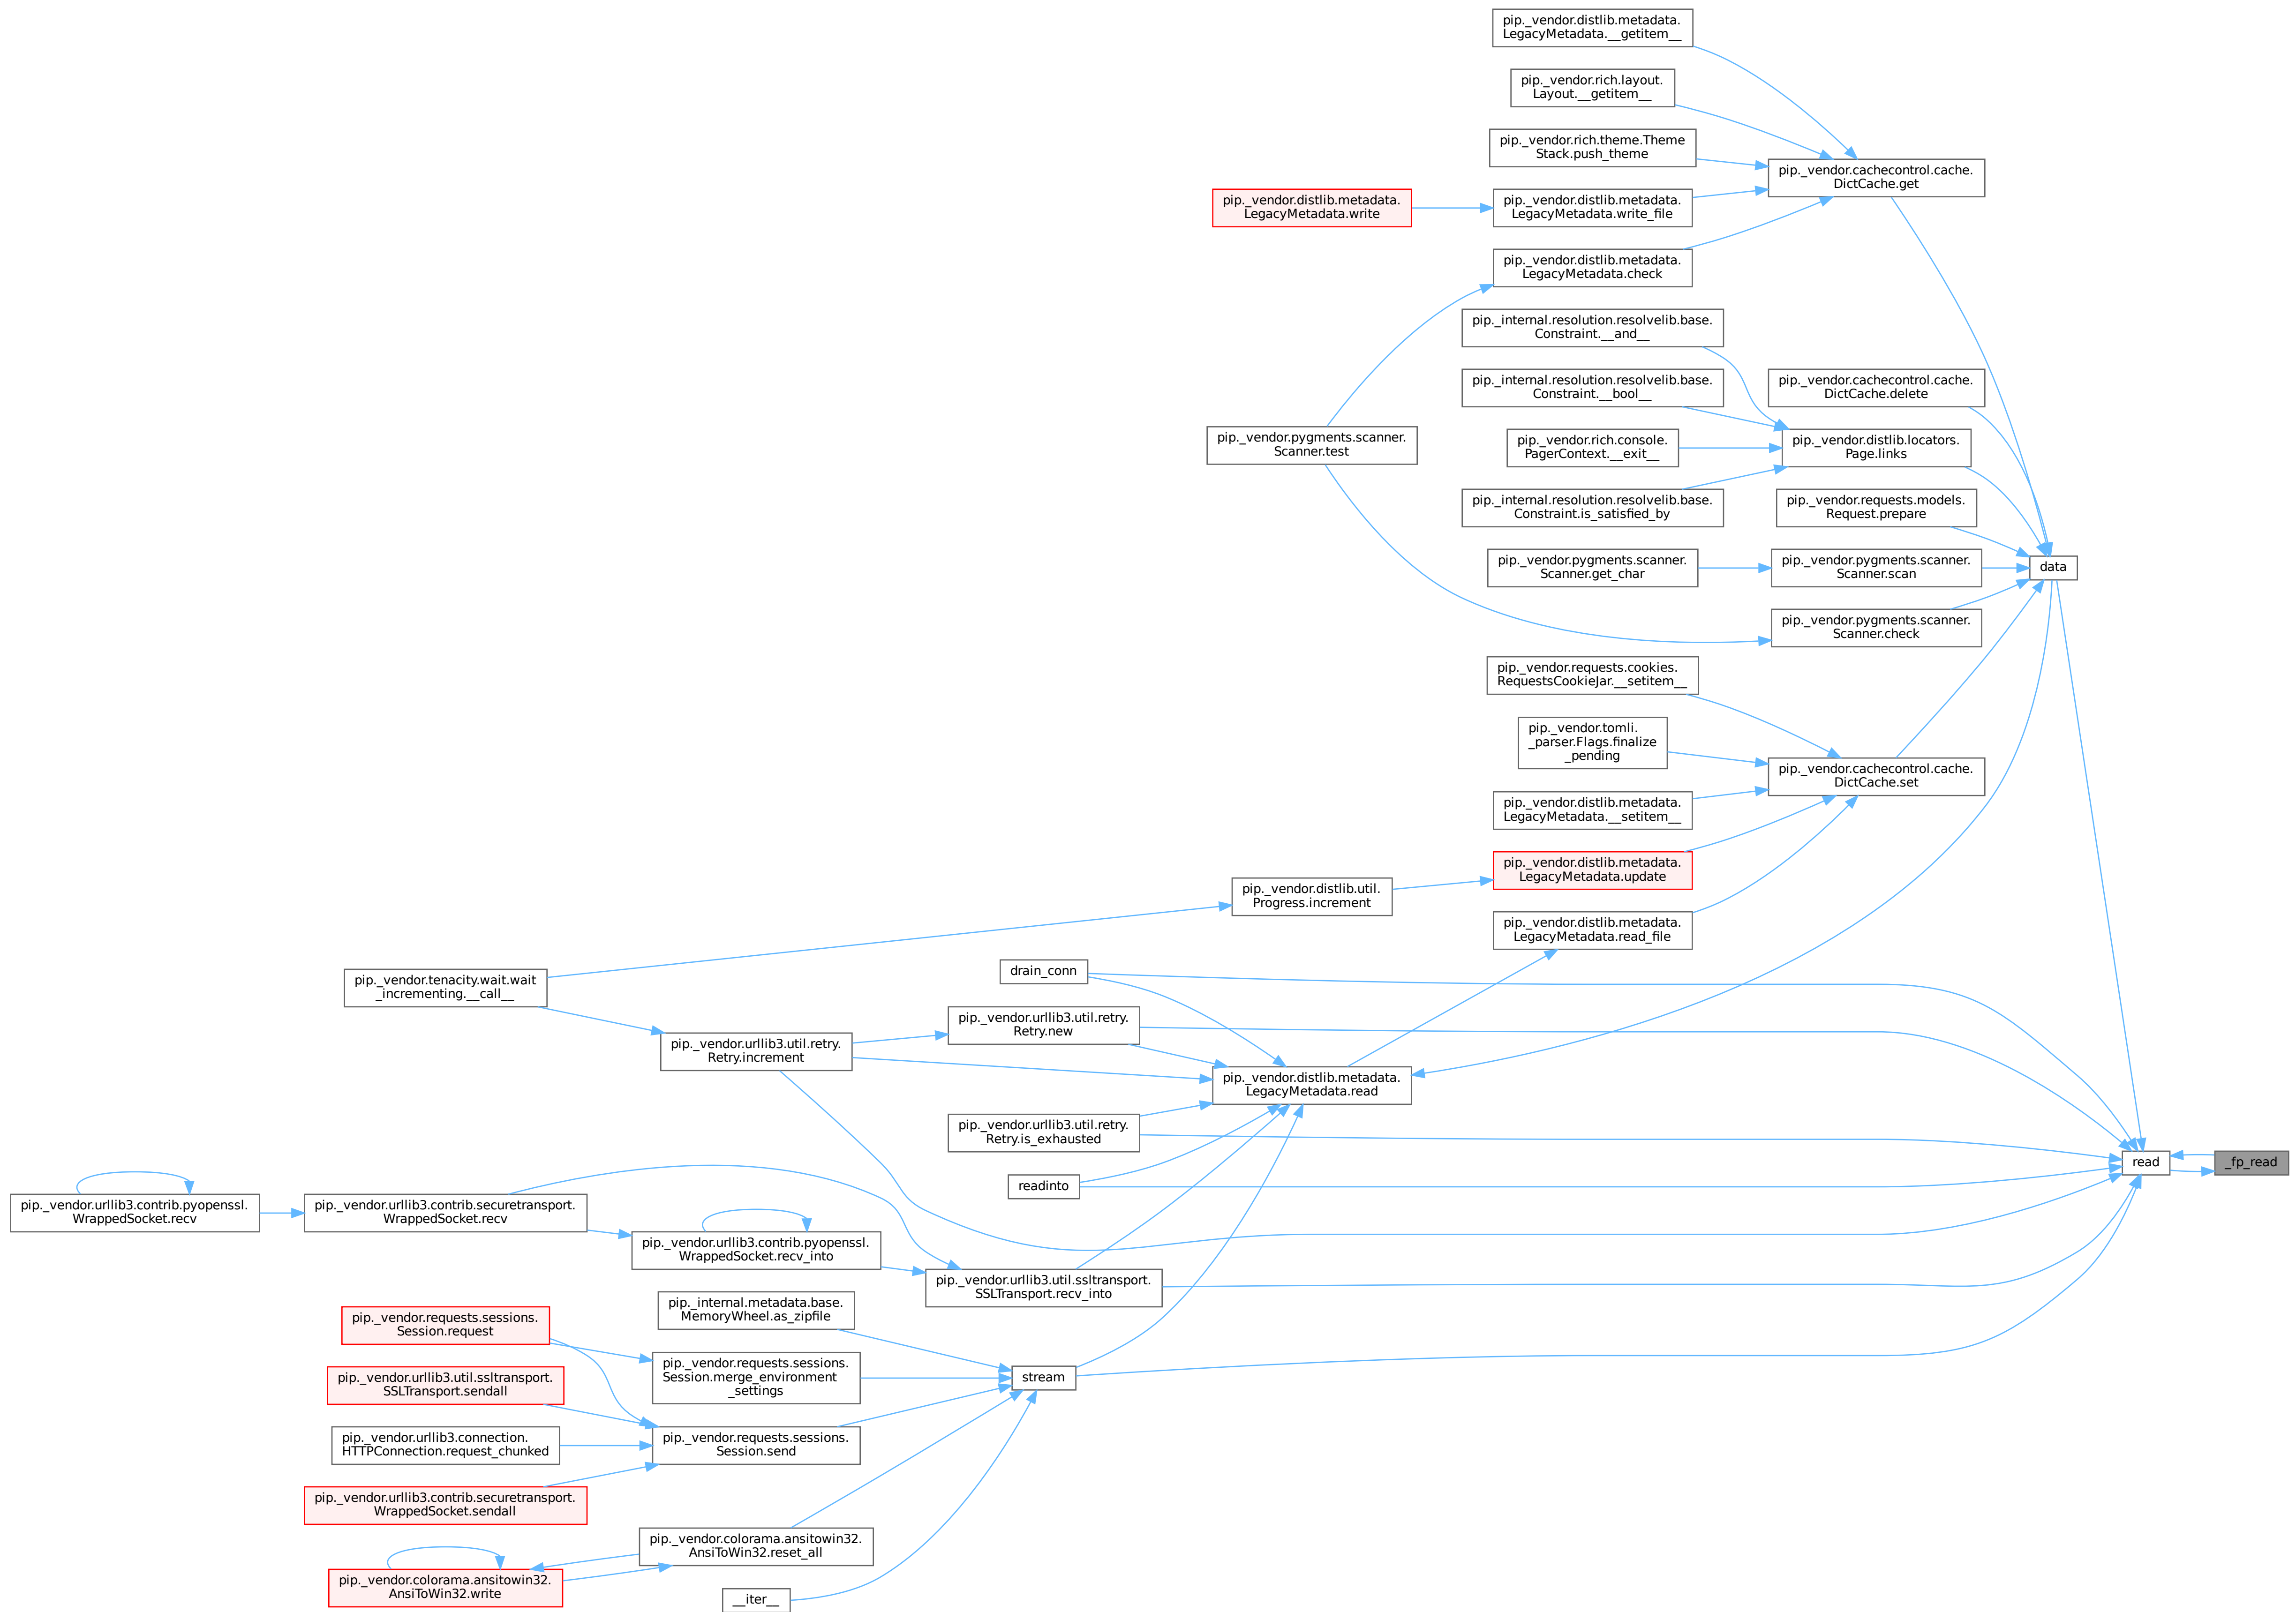 pip._vendor.distlib.metadata.
LegacyMetadata.__getitem__
pip._vendor.rich.layout.
Layout.__getitem__
pip._vendor.rich.theme.Theme
Stack.push_theme
pip._vendor.cachecontrol.cache.
DictCache.get
pip._vendor.distlib.metadata.
LegacyMetadata.write
pip._vendor.distlib.metadata.
LegacyMetadata.write_file
pip._vendor.distlib.metadata.
LegacyMetadata.check
pip._internal.resolution.resolvelib.base.
Constraint.__and__
pip._internal.resolution.resolvelib.base.
Constraint.__bool__
pip._vendor.cachecontrol.cache.
DictCache.delete
pip._vendor.pygments.scanner.
Scanner.test
pip._vendor.rich.console.
PagerContext.__exit__
pip._vendor.distlib.locators.
Page.links
pip._internal.resolution.resolvelib.base.
Constraint.is_satisfied_by
pip._vendor.requests.models.
Request.prepare
pip._vendor.pygments.scanner.
Scanner.get_char
pip._vendor.pygments.scanner.
Scanner.scan
data
pip._vendor.pygments.scanner.
Scanner.check
pip._vendor.requests.cookies.
RequestsCookieJar.__setitem__
pip._vendor.tomli.
_parser.Flags.finalize
_pending
pip._vendor.cachecontrol.cache.
DictCache.set
pip._vendor.distlib.metadata.
LegacyMetadata.__setitem__
pip._vendor.distlib.metadata.
LegacyMetadata.update
pip._vendor.distlib.util.
Progress.increment
pip._vendor.distlib.metadata.
LegacyMetadata.read_file
drain_conn
pip._vendor.tenacity.wait.wait
_incrementing.__call__
pip._vendor.urllib3.util.retry.
Retry.new
pip._vendor.urllib3.util.retry.
Retry.increment
pip._vendor.distlib.metadata.
LegacyMetadata.read
pip._vendor.urllib3.util.retry.
Retry.is_exhausted
read
_fp_read
readinto
pip._vendor.urllib3.contrib.pyopenssl.
WrappedSocket.recv
pip._vendor.urllib3.contrib.securetransport.
WrappedSocket.recv
pip._vendor.urllib3.contrib.pyopenssl.
WrappedSocket.recv_into
pip._vendor.urllib3.util.ssltransport.
SSLTransport.recv_into
pip._internal.metadata.base.
MemoryWheel.as_zipfile
pip._vendor.requests.sessions.
Session.request
pip._vendor.requests.sessions.
Session.merge_environment
_settings
stream
pip._vendor.urllib3.util.ssltransport.
SSLTransport.sendall
pip._vendor.urllib3.connection.
HTTPConnection.request_chunked
pip._vendor.requests.sessions.
Session.send
pip._vendor.urllib3.contrib.securetransport.
WrappedSocket.sendall
pip._vendor.colorama.ansitowin32.
AnsiToWin32.reset_all
pip._vendor.colorama.ansitowin32.
AnsiToWin32.write
__iter__